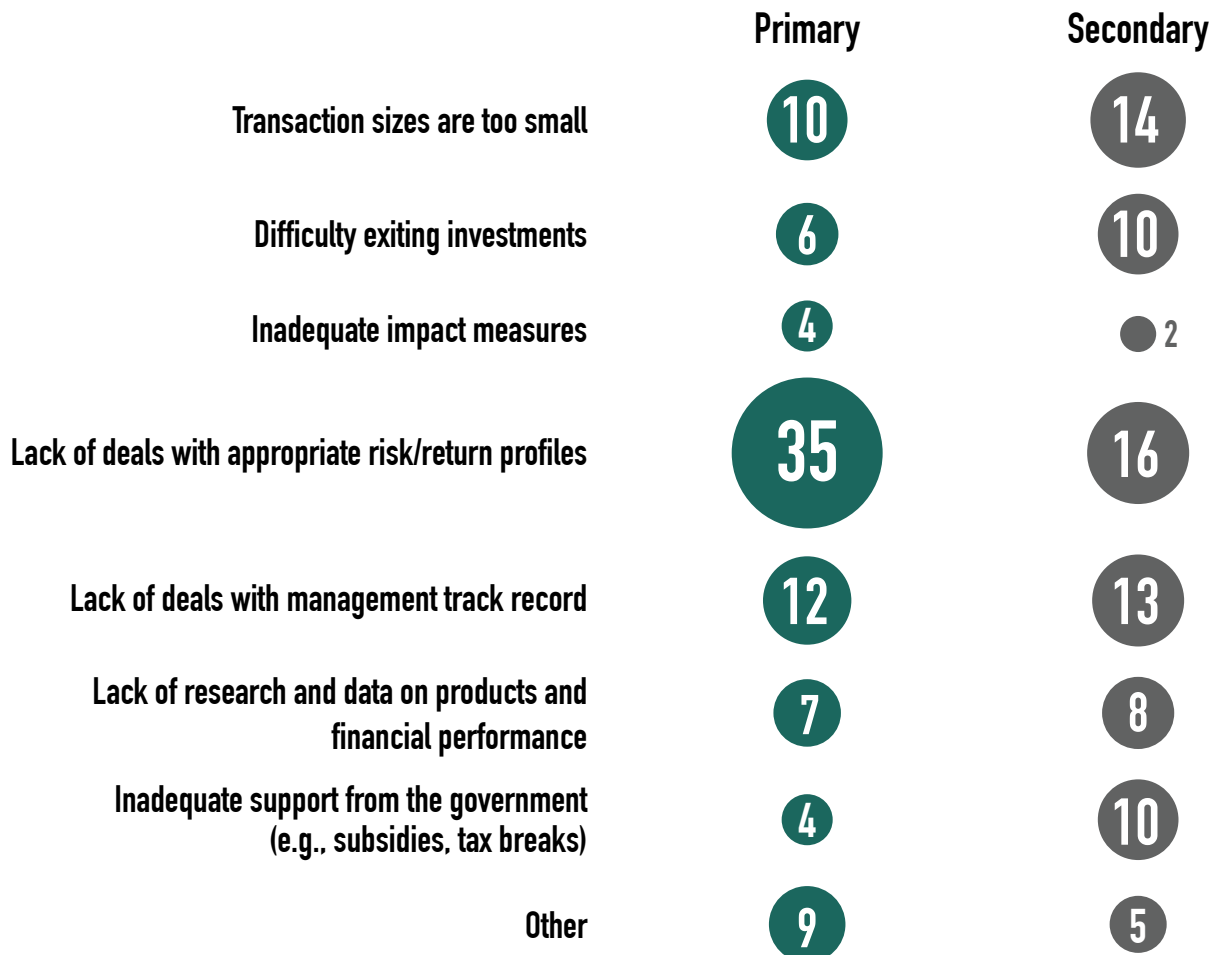 Primary Secondary
Transaction sizes are too small 10 14
Difficulty exiting investments 6 10
Inadequate impact measures 4 2
Lack of deals with appropriate risk/return profiles 35 16
Lack of deals with management track record 12 13
Lack of research and data on products and
financial performance 7 8
Inadequate support from the government
(e.g., subsidies, tax breaks) 4 10
Other 9 5